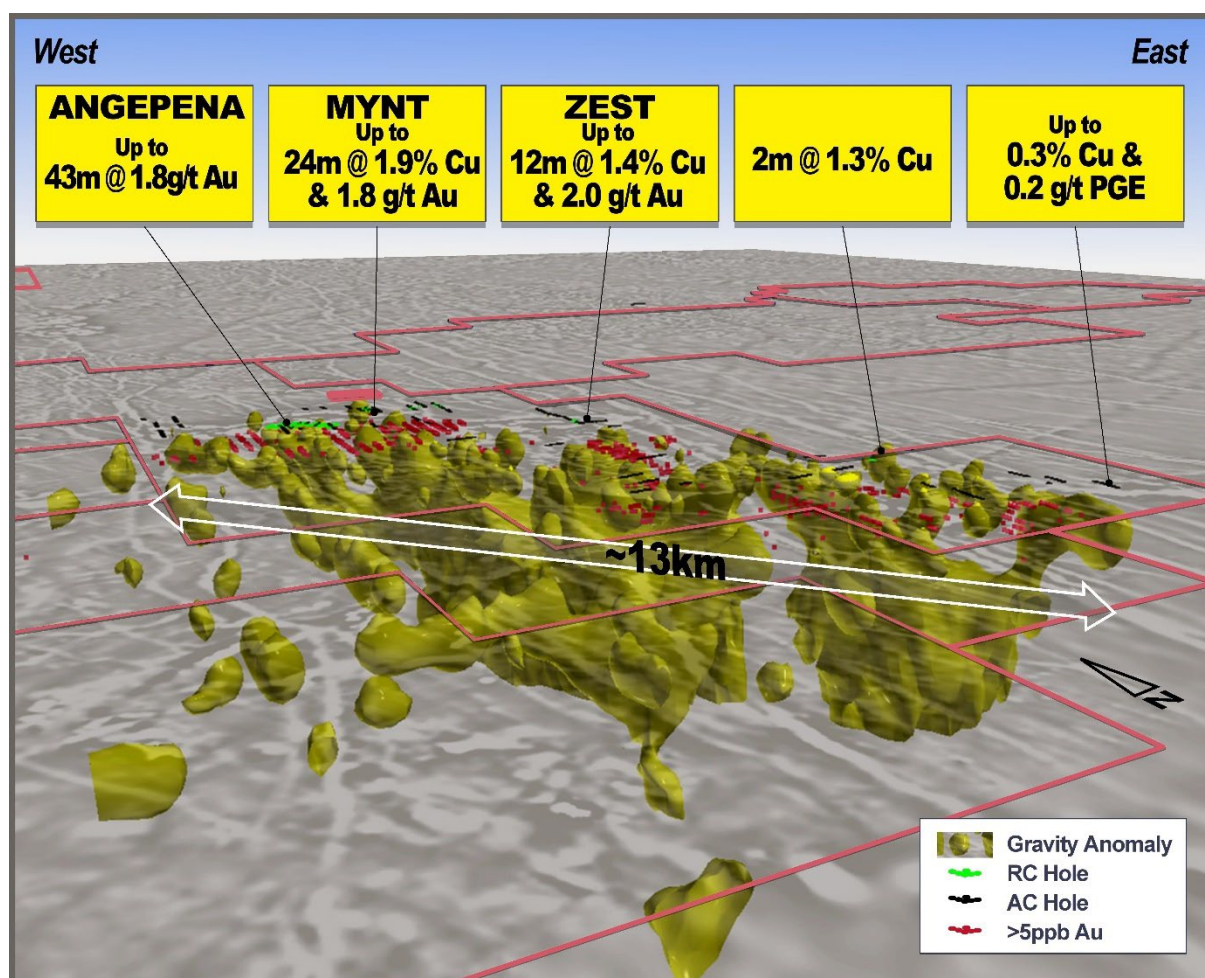 West
East
ANGEPENA
Up to
43m @ 1.8g/t Au
MYNT
Up to
24m @ 1.9% Cu
& 1.8 g/t Au
ZEST
Up to
12m @ 1.4% Cu
& 2.0 g/t Au
2m @ 1.3% Cu
Up to
0.3% Cu &
0.2 g/t PGE
~13km
N
Gravity Anomaly
RC Hole
AC Hole
>5ppb Au